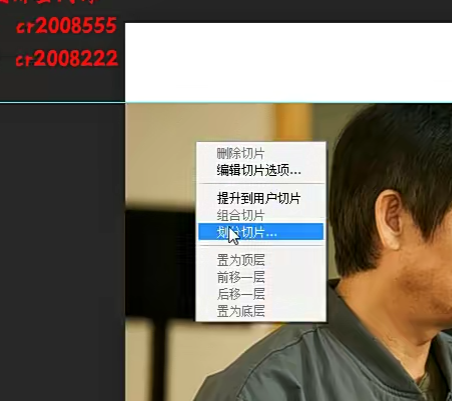 cr2008555
cr2008222
删除切片
编辑切片选项...
提升到用户切片
组合切片
划分切片...
置为顶层
前移一层
后移一层
置为底层